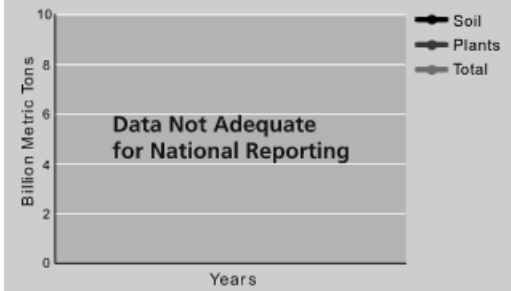 10
8
6
4
2
0
Billion Metric Tons
Data Not Adequate
for National Reporting
Years
Soil
Plants
Total